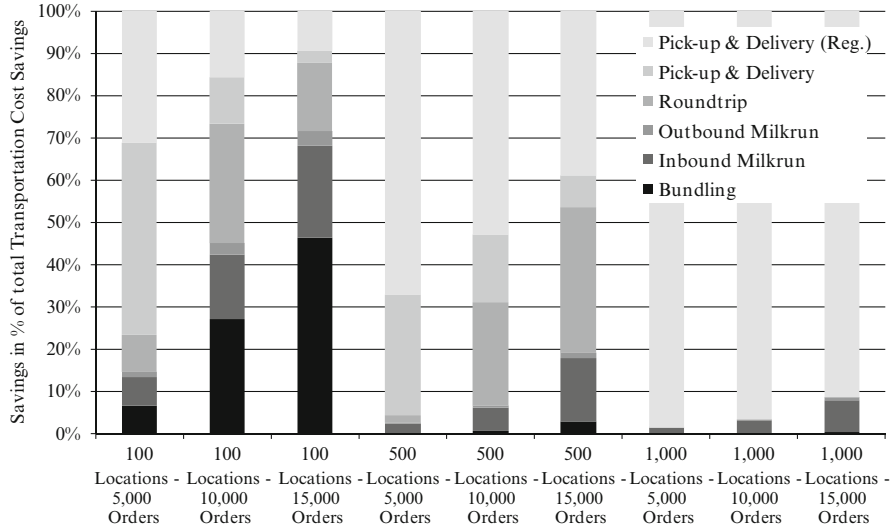 Savings in % of total Transportation Cost Savings
100%
90%
80%
70%
60%
50%
40%
30%
20%
10%
0%
Pick-up & Delivery (Reg.)
Pick-up & Delivery
Roundtrip
Outbound Milkrun
Inbound Milkrun
Bundling
100 Locations - 5,000 Orders
100 Locations - 10,000 Orders
100 Locations - 15,000 Orders
500 Locations - 5,000 Orders
500 Locations - 10,000 Orders
500 Locations - 15,000 Orders
1,000 Locations - 5,000 Orders
1,000 Locations - 10,000 Orders
1,000 Locations - 15,000 Orders